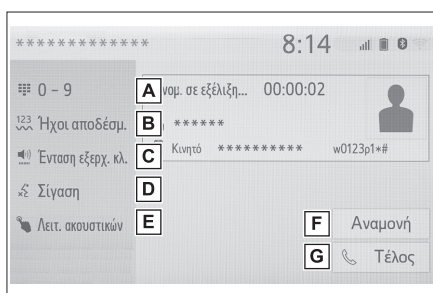 ************* 8:14
0 – 9
A νομ. σε εξέλιξη... 00:00:02
Ήχοι αποδέσμ. B ******
Κινητό ********** w0123p1*#
Ένταση εξερχ. κλ. C
Σίγαση D
Λειτ. ακουστικών E
F Αναμονή
G Τέλος